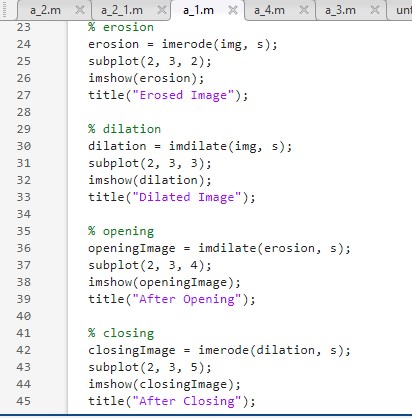 a_2.m a_2_1.m a_1.m a_4.m a_3.m unt
23 % erosion
24 erosion = imerode(img, s);
25 subplot(2, 3, 2);
26 imshow(erosion);
27 title("Erosed Image");
28
29 % dilation
30 dilation = imdilate(img, s);
31 subplot(2, 3, 3);
32 imshow(dilation);
33 title("Dilated Image");
34
35 % opening
36 openingImage = imdilate(erosion, s);
37 subplot(2, 3, 4);
38 imshow(openingImage);
39 title("After Opening");
40
41 % closing
42 closingImage = imerode(dilation, s);
43 subplot(2, 3, 5);
44 imshow(closingImage);
45 title("After Closing");